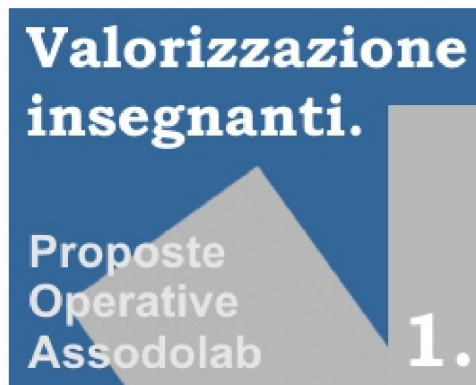 Valorizzazione
insegnanti.
Proposte
Operative
Assodolab
1.